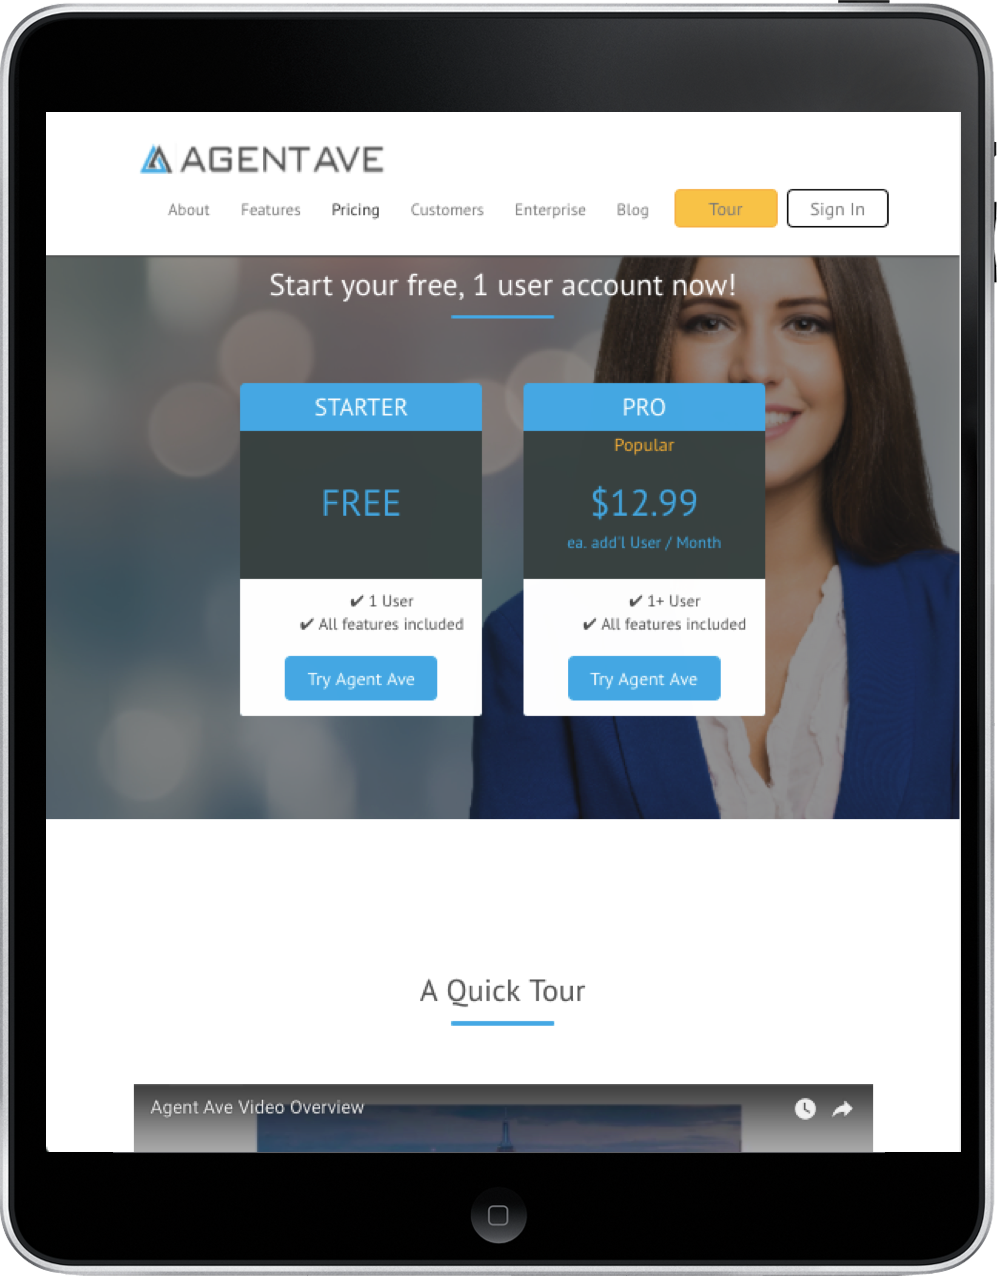 AGENT AVE
About Features Pricing Customers Enterprise Blog Tour Sign In
Start your free, 1 user account now!
STARTER
FREE
✔ 1 User
✔ All features included
Try Agent Ave
PRO
Popular
$12.99
ea. add'l User / Month
✔ 1+ User
✔ All features included
Try Agent Ave
A Quick Tour
Agent Ave Video Overview